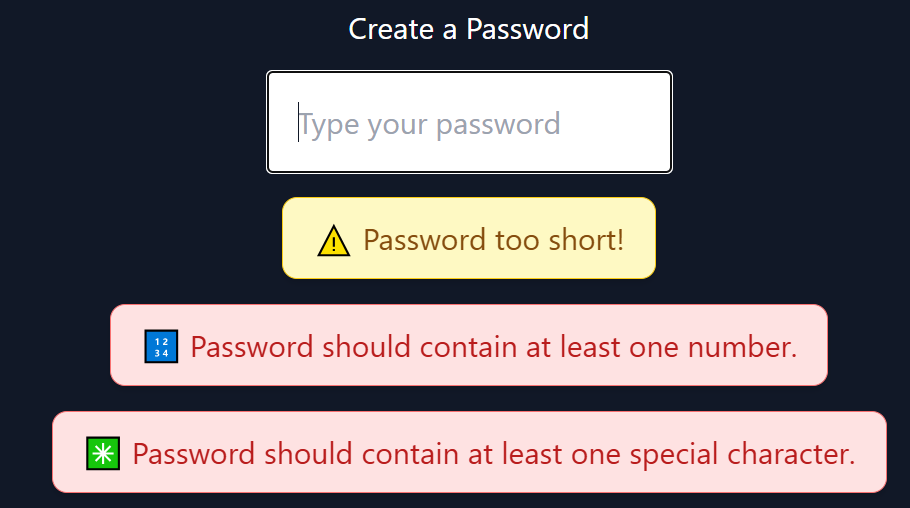 Create a Password
Type your password
⚠ Password too short!
🔢 Password should contain at least one number.
✳ Password should contain at least one special character.